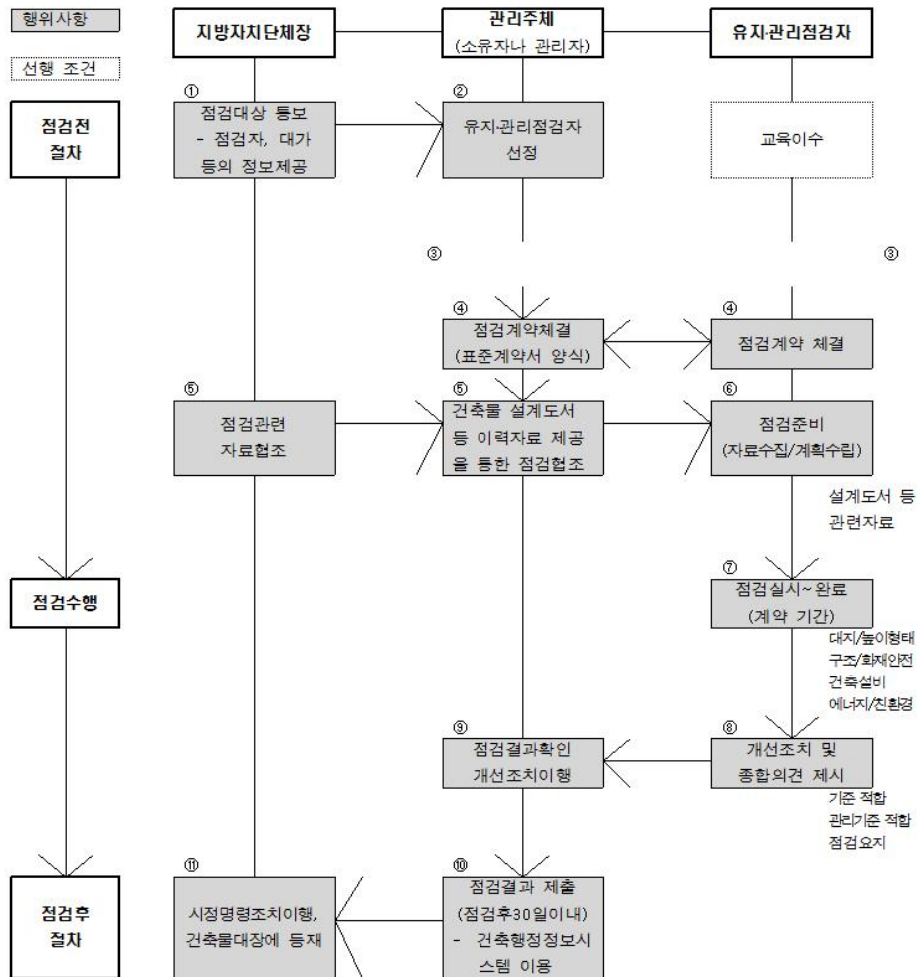 행위사항
선행 조건
지방자치단체장
관리주체
(소유자나 관리자)
유지·관리점검자
점검전
절차
①
점검대상 통보
- 점검자, 대가
등의 정보제공
②
유지·관리점검자
선정
교육이수
③
③
④
점검계약체결
(표준계약서 양식)
④
점검계약 체결
⑤
점검관련
자료협조
⑤
건축물 설계도서
등 이력자료 제공
을 통한 점검협조
⑥
점검준비
(자료수집/계획수립)
설계도서 등
관련자료
점검수행
⑦
점검실시~완료
(계약 기간)
대지/높이형태
구조/화재안전
건축설비
에너지/친환경
⑨
점검결과확인
개선조치이행
⑧
개선조치 및
종합의견 제시
기준 적합
관리기준 적합
점검요지
점검후
절차
⑪
시정명령조치이행,
건축물대장에 등재
⑩
점검결과 제출
(점검후30일이내)
- 건축행정정보시
스템 이용